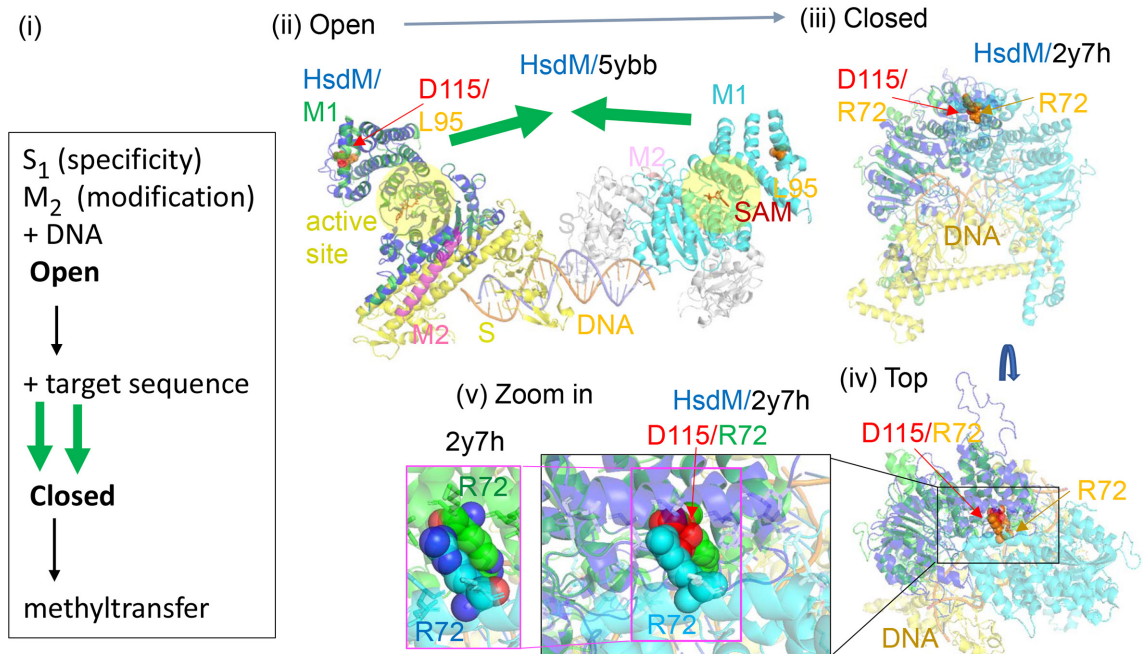 (i)
S1 (specificity)
M2 (modification)
+ DNA
Open
+ target sequence
Closed
methyltransfer
(ii) Open
HsdM/5ybb
HsdM/
M1
D115/
L95
M1
M2
L95
SAM
active
site
S
M2
S
DNA
(iii) Closed
HsdM/2y7h
D115/
R72
R72
DNA
(iv) Top
D115/R72
R72
DNA
(v) Zoom in
2y7h
R72
R72
HsdM/2y7h
D115/R72
R72